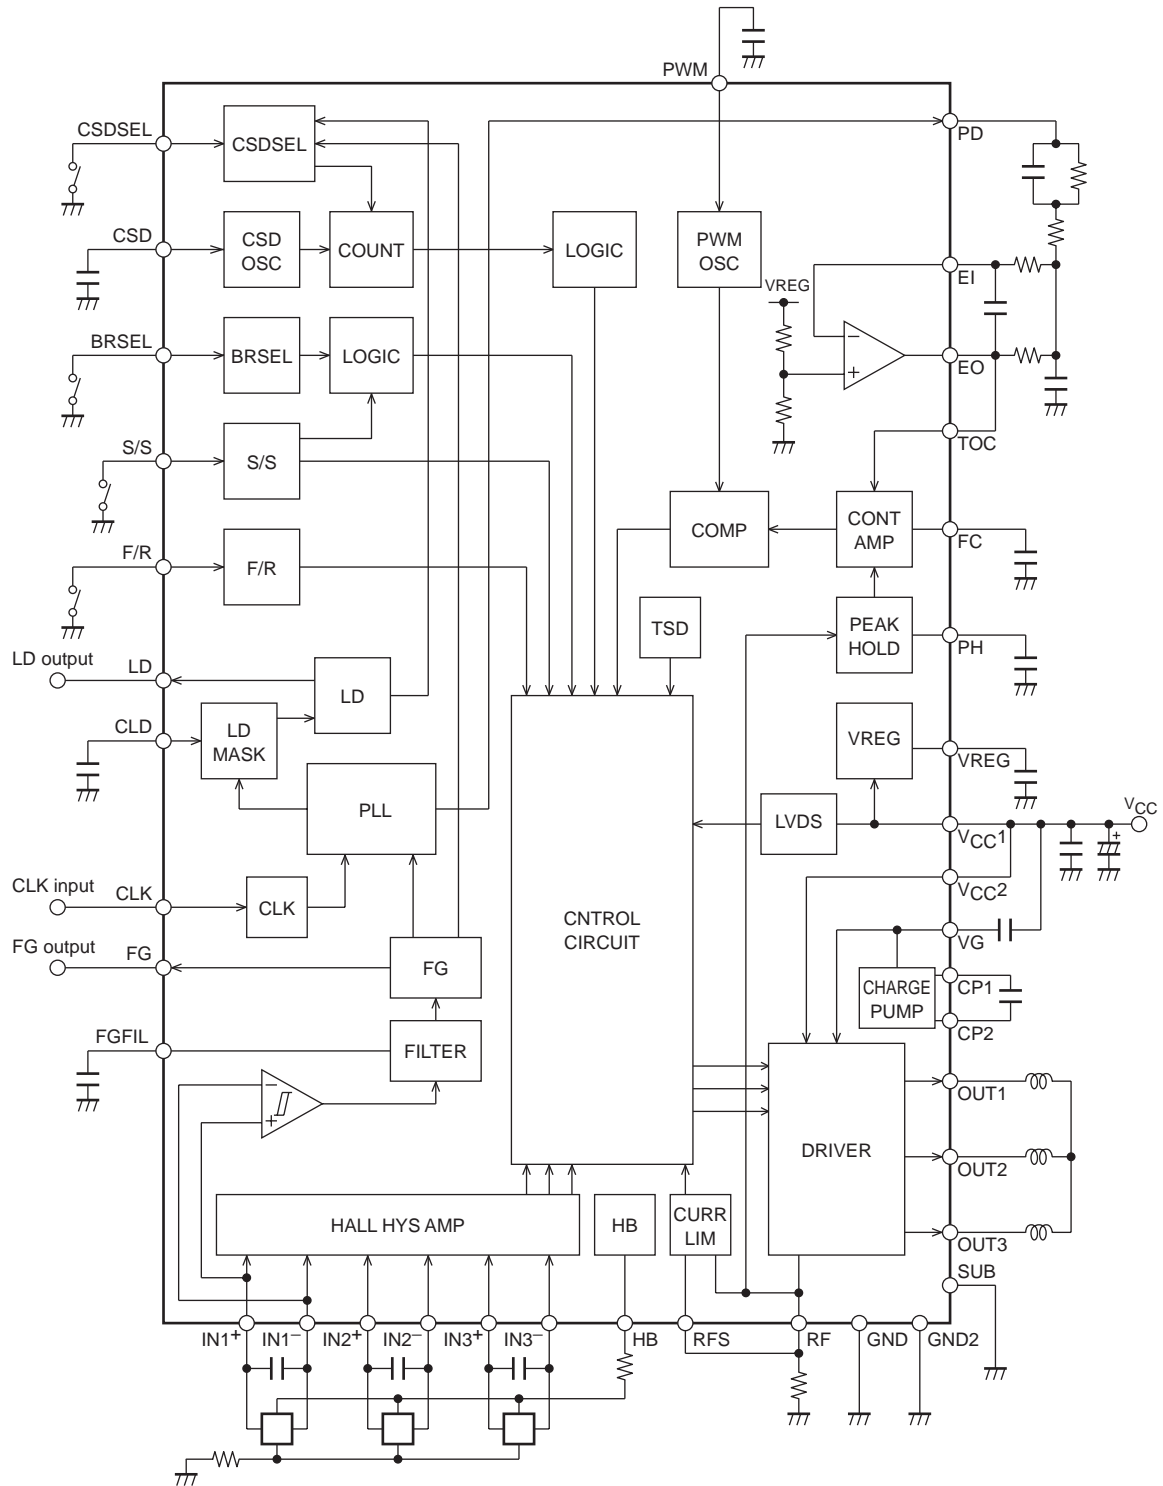 PWM
CSDSEL
CSDSEL
PD
CSD
CSD
OSC
COUNT
LOGIC
PWM
OSC
EI
VREG
BRSEL
BRSEL
LOGIC
−
+
EO
S/S
S/S
TOC
COMP
CONT
AMP
FC
F/R
F/R
TSD
PEAK
HOLD
PH
LD output
LD
LD
CLD
LD
MASK
VREG
VREG
PLL
LVDS
VCC1
VCC
+
VCC2
CLK input
CLK
CLK
CNTROL
CIRCUIT
VG
FG output
FG
FG
CHARGE
PUMP
CP1
CP2
FGFIL
FILTER
−
+
OUT1
DRIVER
OUT2
HALL HYS AMP
HB
CURR
LIM
OUT3
SUB
IN1+
IN1−
IN2+
IN2−
IN3+
IN3−
HB
RFS
RF
GND
GND2